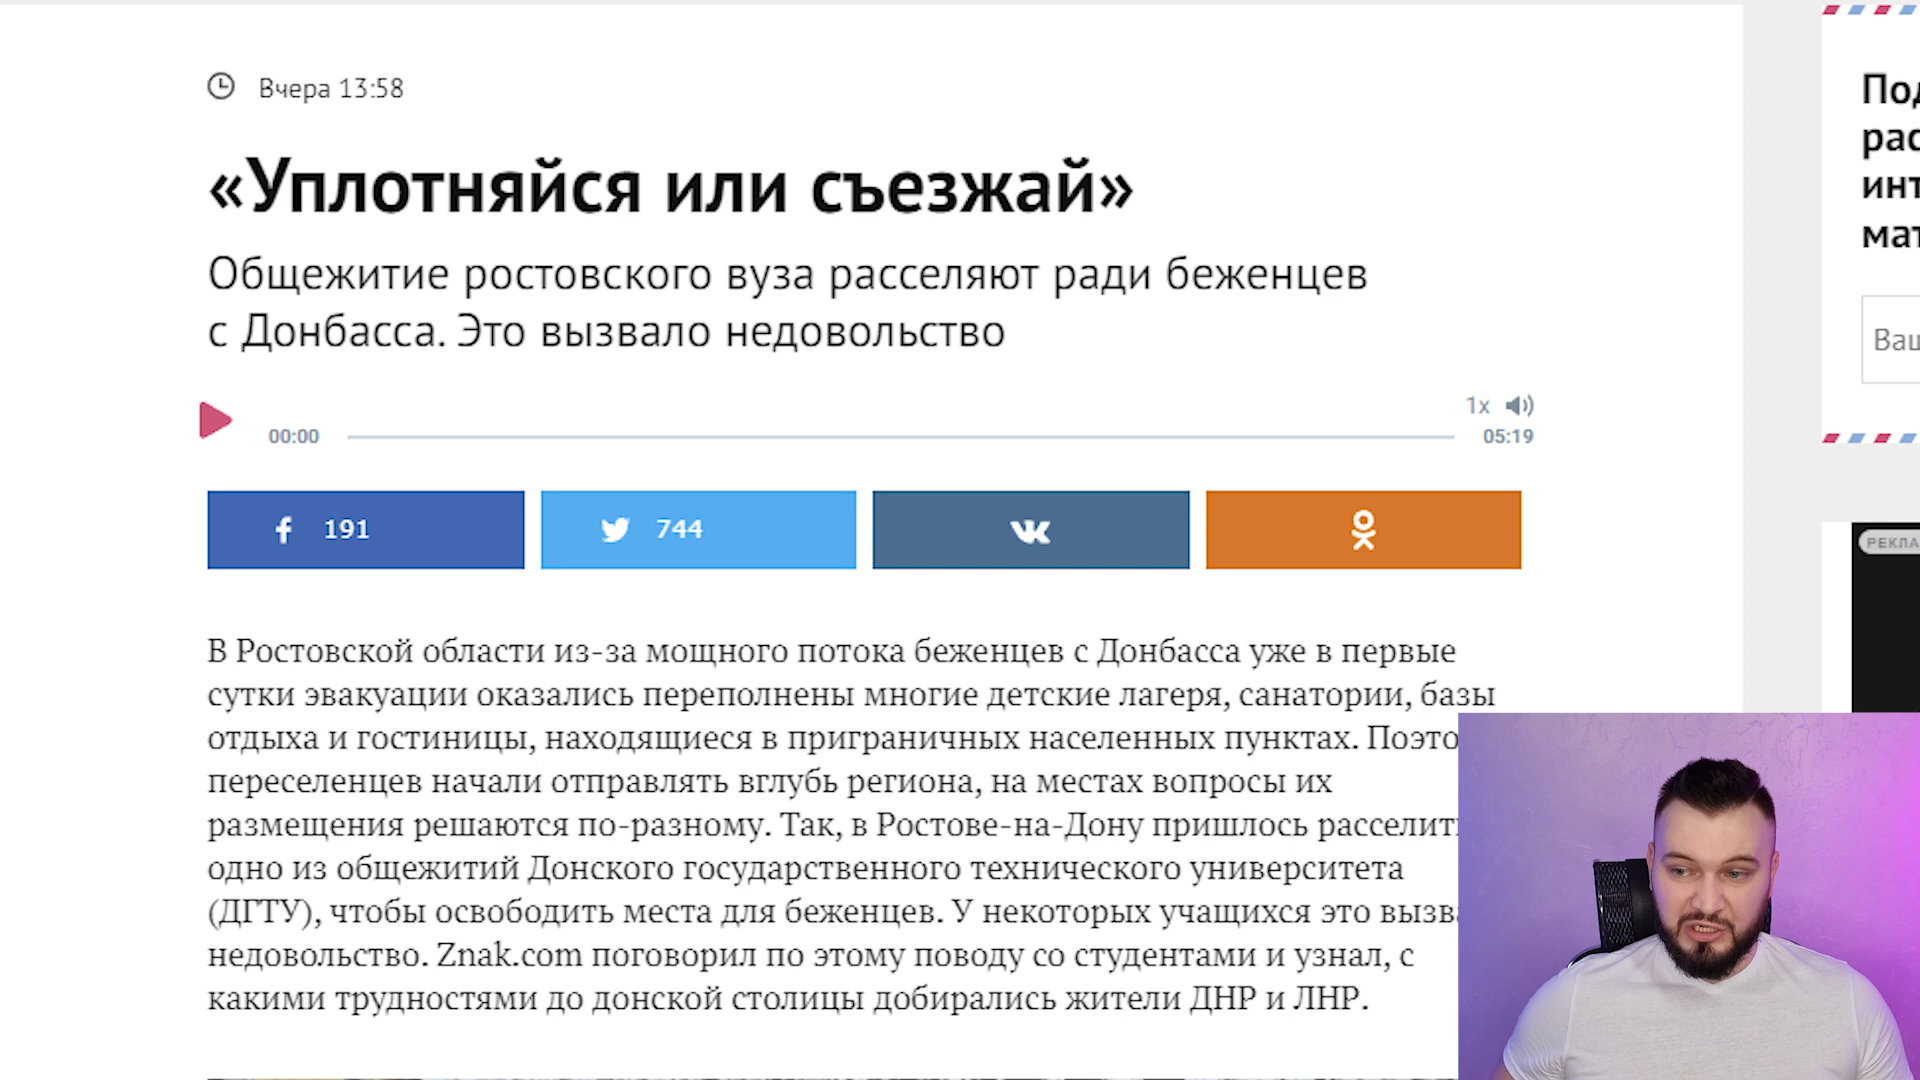 Вчера 13:58
«Уплотняйся или съезжай»
Общежитие ростовского вуза расселяют ради беженцев
с Донбасса. Это вызвало недовольство
1x
00:00
05:19
191
744
В Ростовской области из-за мощного потока беженцев с Донбасса уже в первые
сутки эвакуации оказались переполнены многие детские лагеря, санатории, базы
отдыха и гостиницы, находящиеся в приграничных населенных пунктах.
переселенцев начали отправлять вглубь региона, на местах вопросы их
размещения решаются по-разному. Так, в Ростове-на-Дону пришлось
одно из общежитий Донского государственного технического университета
(ДГТУ), чтобы освободить места для беженцев. У некоторых учащихся это
недовольство. Znak.com поговорил по этому поводу со студентами и узнал, с
какими трудностями до донской столицы добирались жители ДНР и ЛНР.